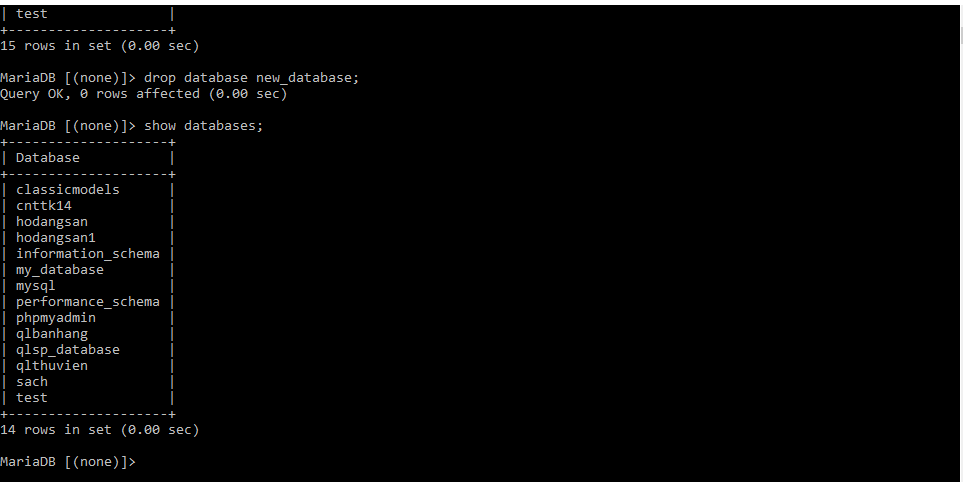 | test               |
+--------------------+
15 rows in set (0.00 sec)
MariaDB [(none)]> drop database new_database;
Query OK, 0 rows affected (0.00 sec)
MariaDB [(none)]> show databases;
+--------------------+
| Database           |
+--------------------+
| classicmodels      |
| cnttk14            |
| hodangsan          |
| hodangsan1         |
| information_schema |
| my_database        |
| mysql              |
| performance_schema |
| phpmyadmin         |
| qlbanhang          |
| qlsp_database      |
| qlthuvien          |
| sach               |
| test               |
+--------------------+
14 rows in set (0.00 sec)
MariaDB [(none)]>